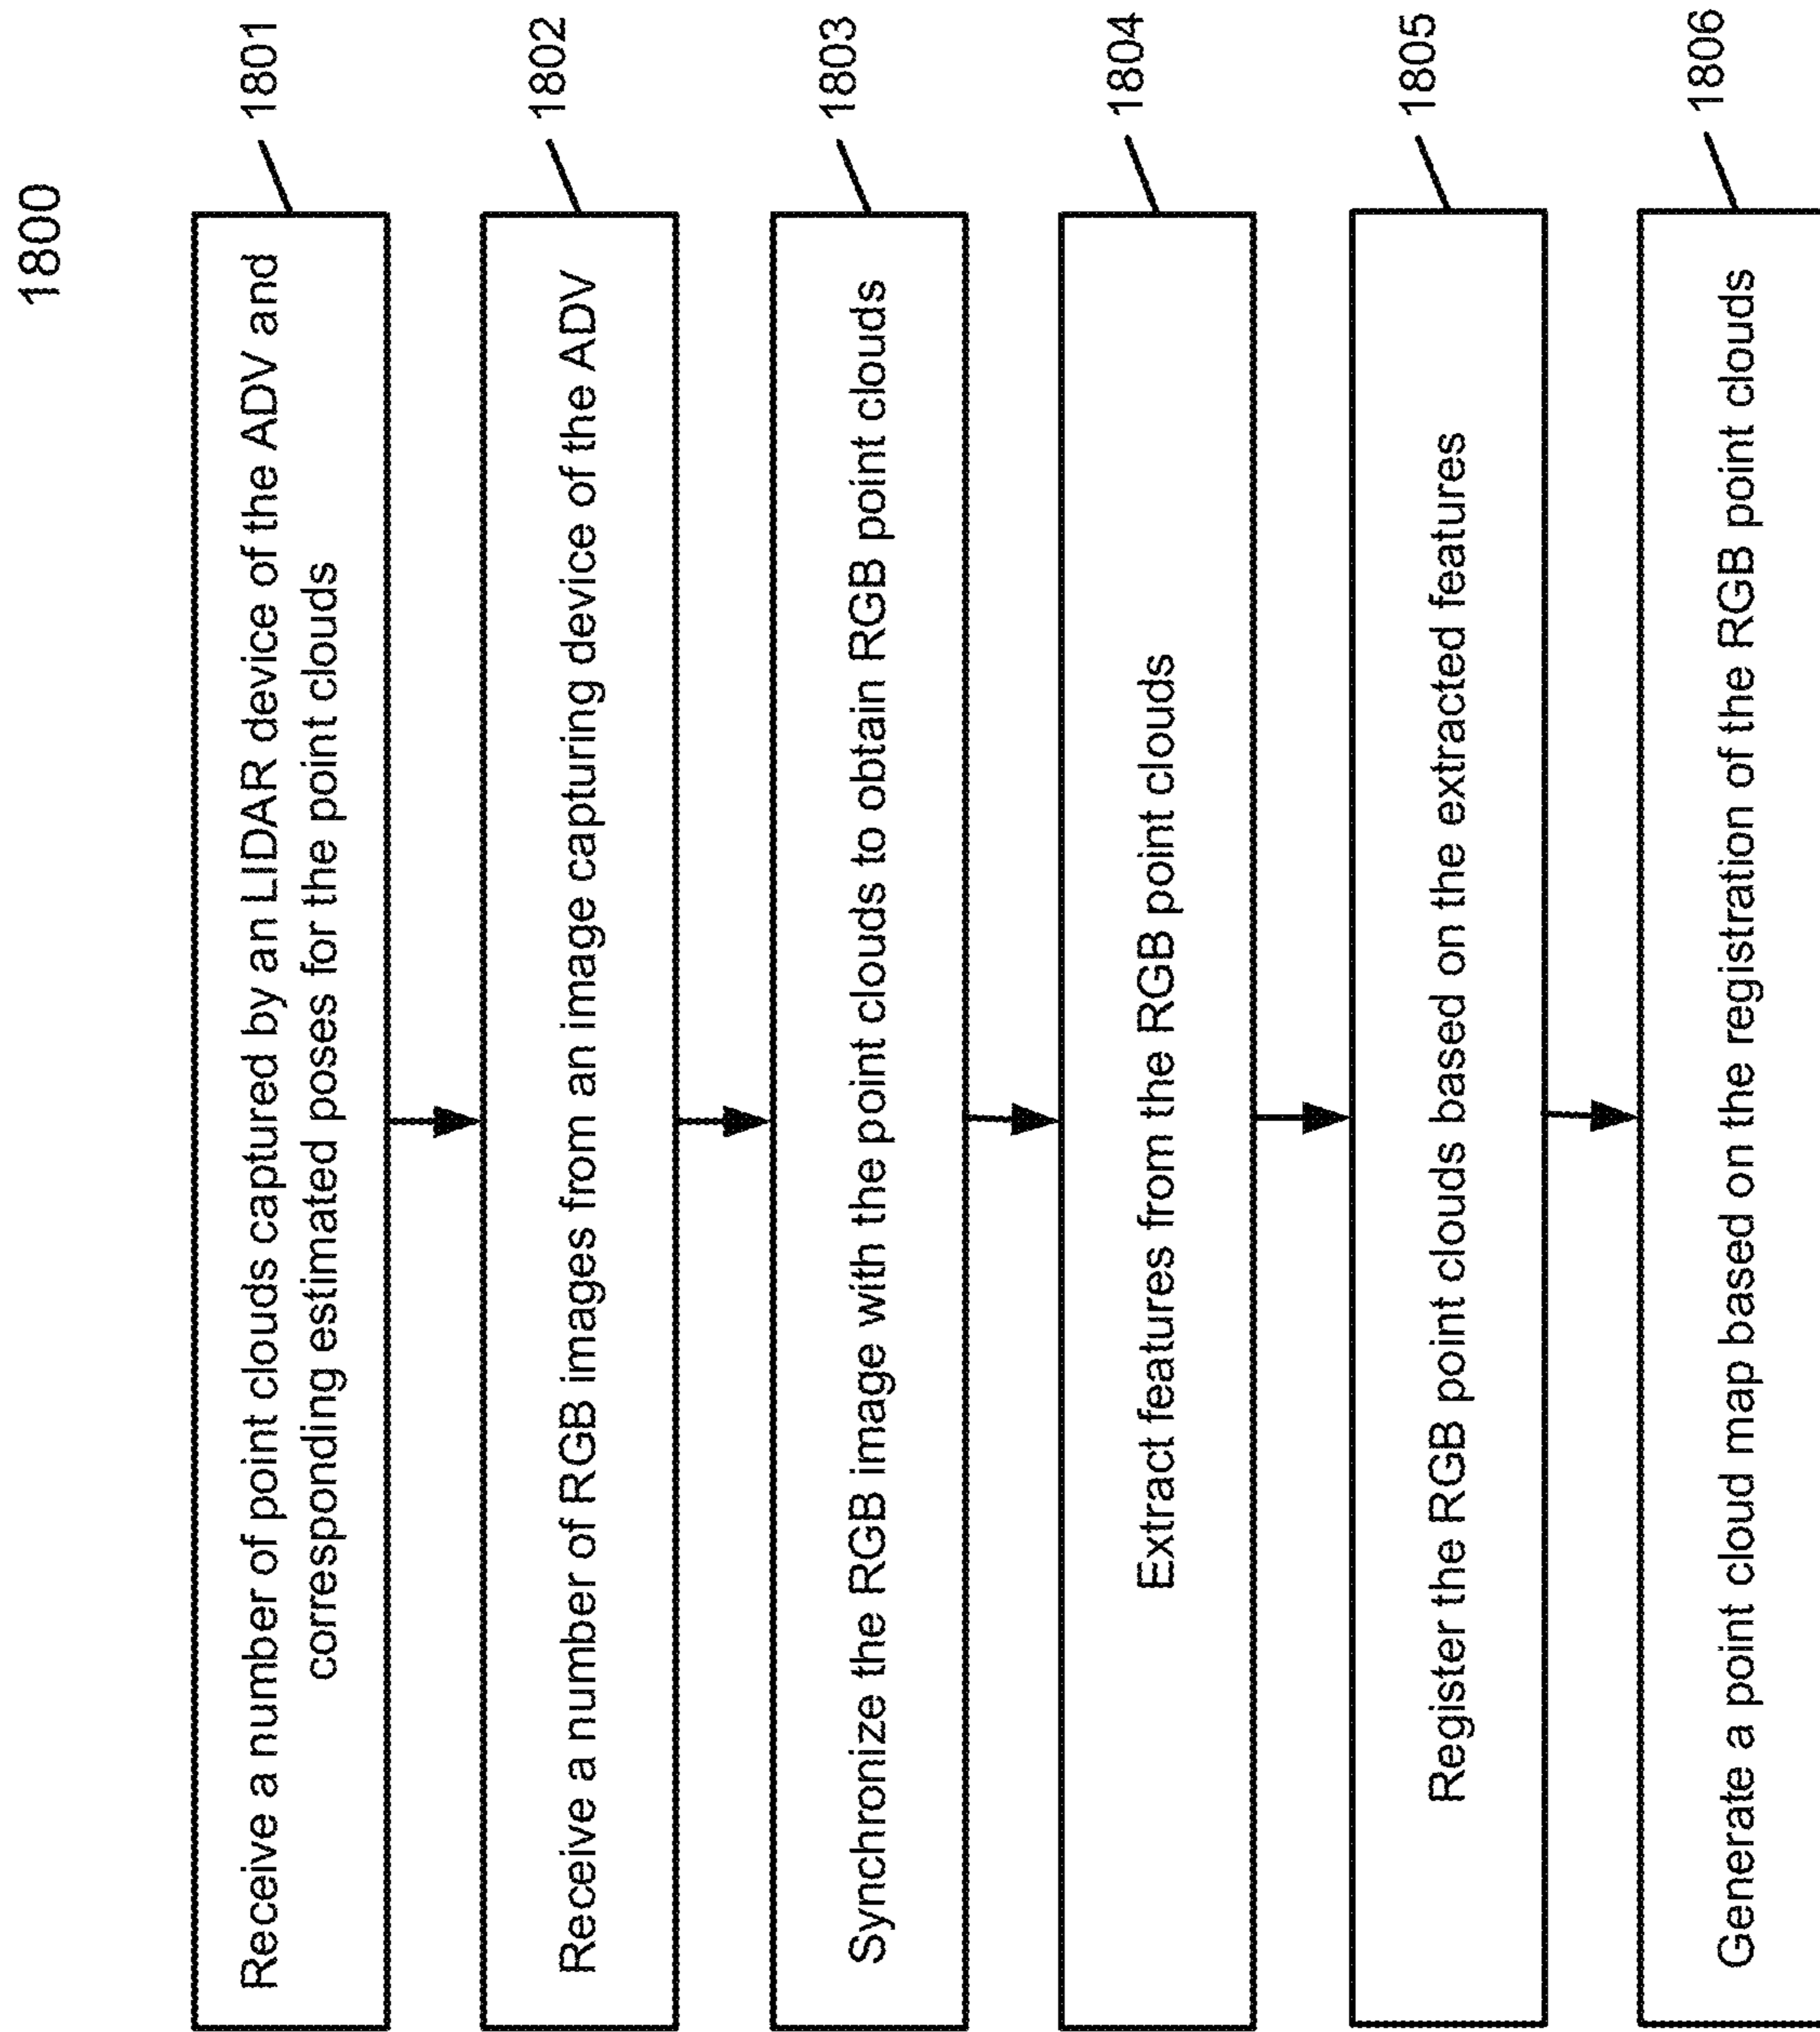 1800
Receive a number of point clouds captured by an LIDAR device of the ADV and
corresponding estimated poses for the point clouds
1801
Receive a number of RGB images from an image capturing device of the ADV
1802
Synchronize the RGB image with the point clouds to obtain RGB point clouds
1803
Extract features from the RGB point clouds
1804
Register the RGB point clouds based on the extracted features
1805
Generate a point cloud map based on the registration of the RGB point clouds
1806